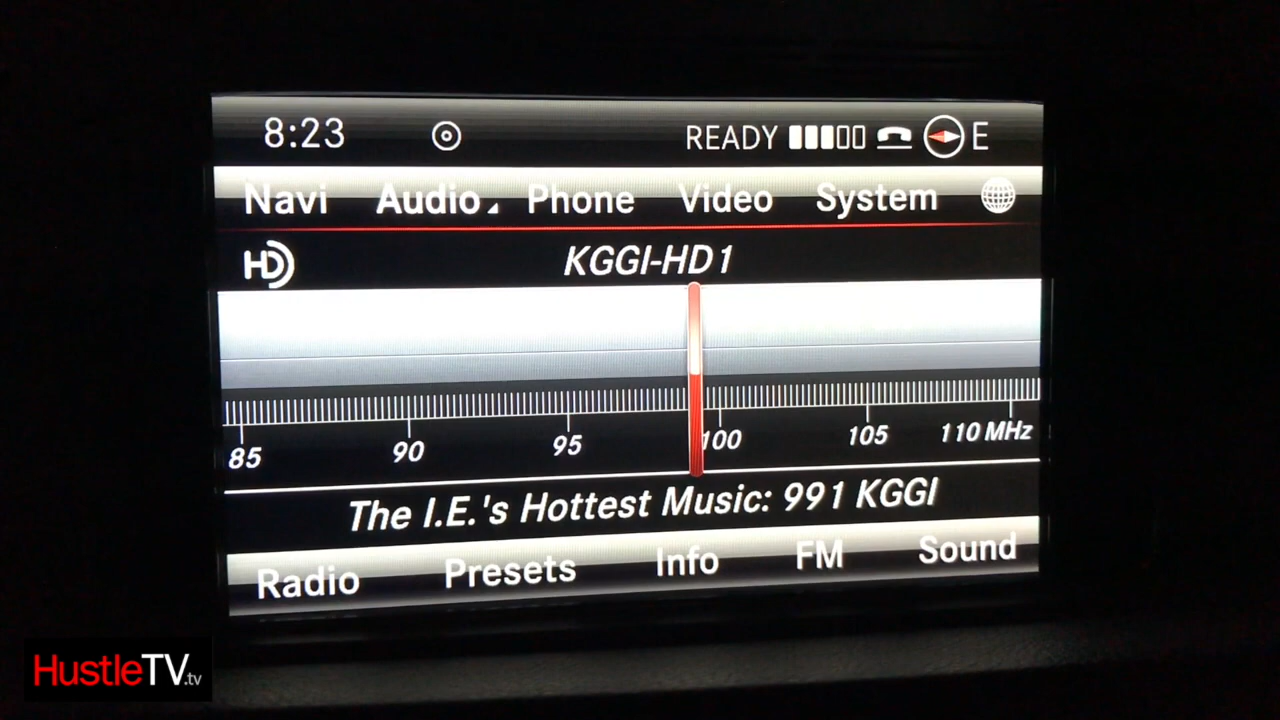 8:23 READY E
Navi Audio Phone Video System
HD KGGI-HD1
85 90 95 100 105 110 MHz
The I.E.'s Hottest Music: 991 KGGI
Radio Presets Info FM Sound
HustleTV.tv